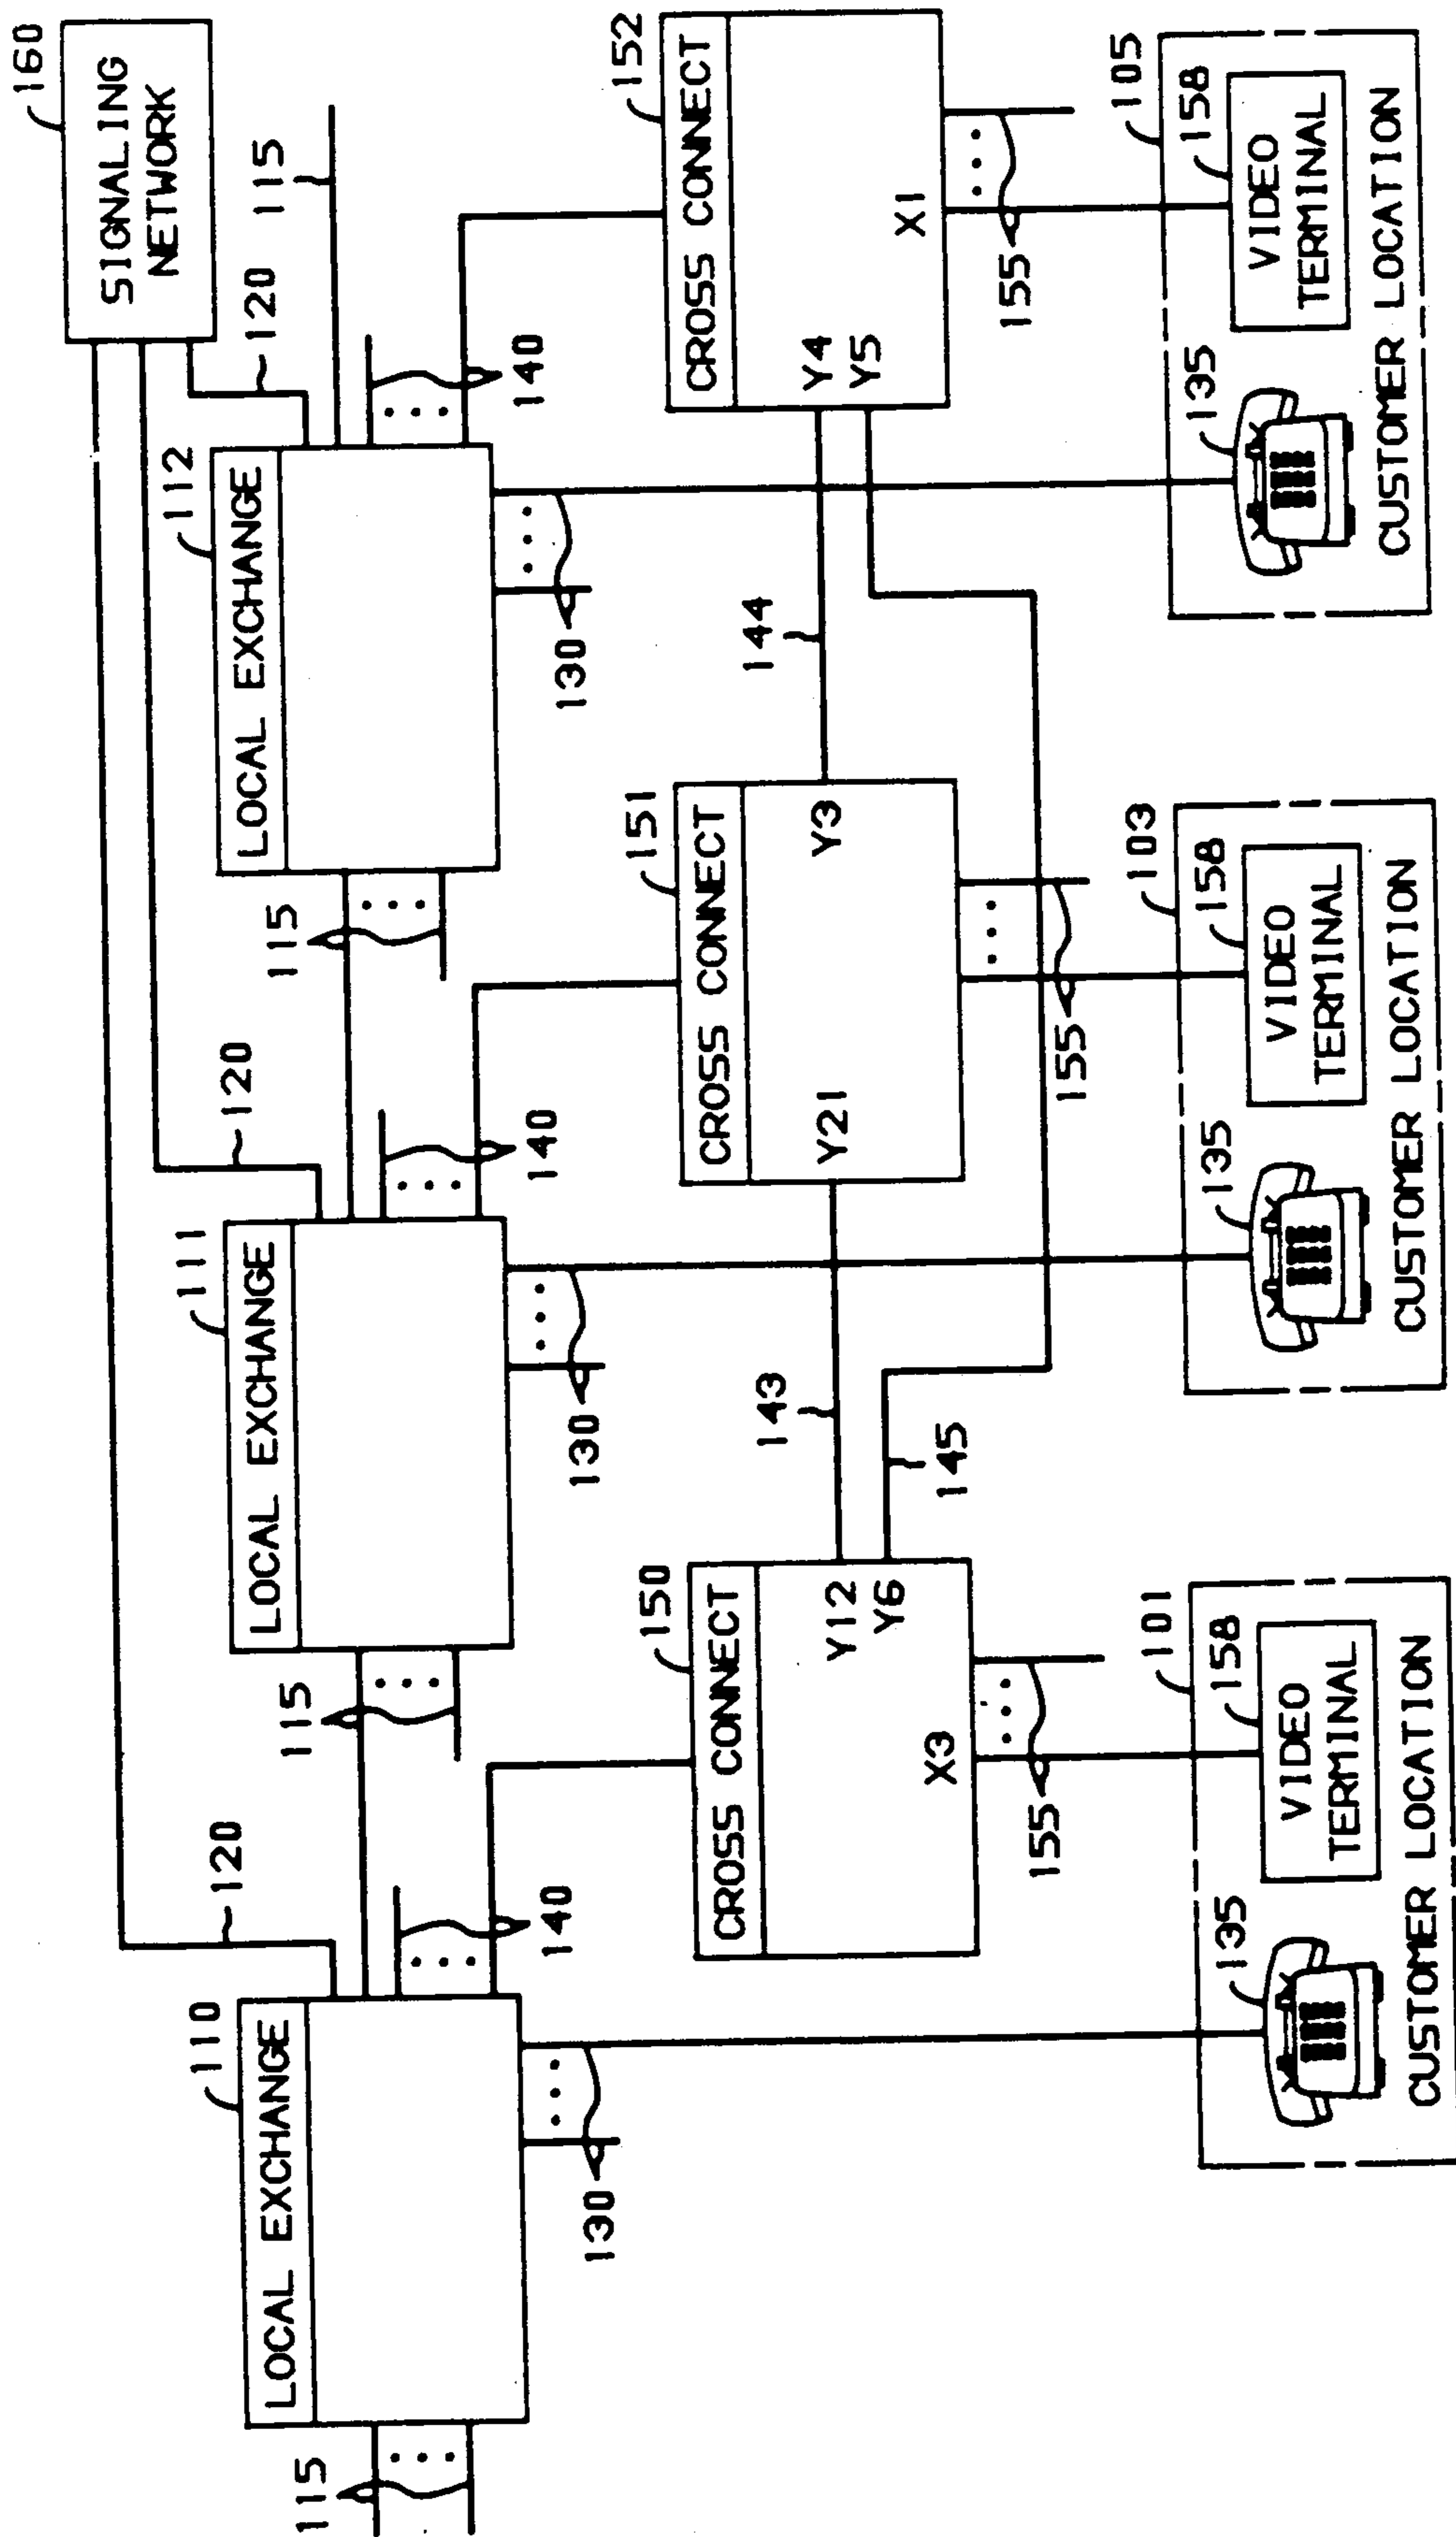 160
SIGNALING
NETWORK
120
120
120
115
110
LOCAL EXCHANGE
111
LOCAL EXCHANGE
112
LOCAL EXCHANGE
115
115
115
140
140
140
130
130
130
150
CROSS CONNECT
Y12
Y6
X3
151
CROSS CONNECT
Y21
Y3
152
CROSS CONNECT
Y4
Y5
X1
143
145
144
155
155
155
101
135
158
VIDEO
TERMINAL
CUSTOMER LOCATION
103
135
158
VIDEO
TERMINAL
CUSTOMER LOCATION
105
135
158
VIDEO
TERMINAL
CUSTOMER LOCATION